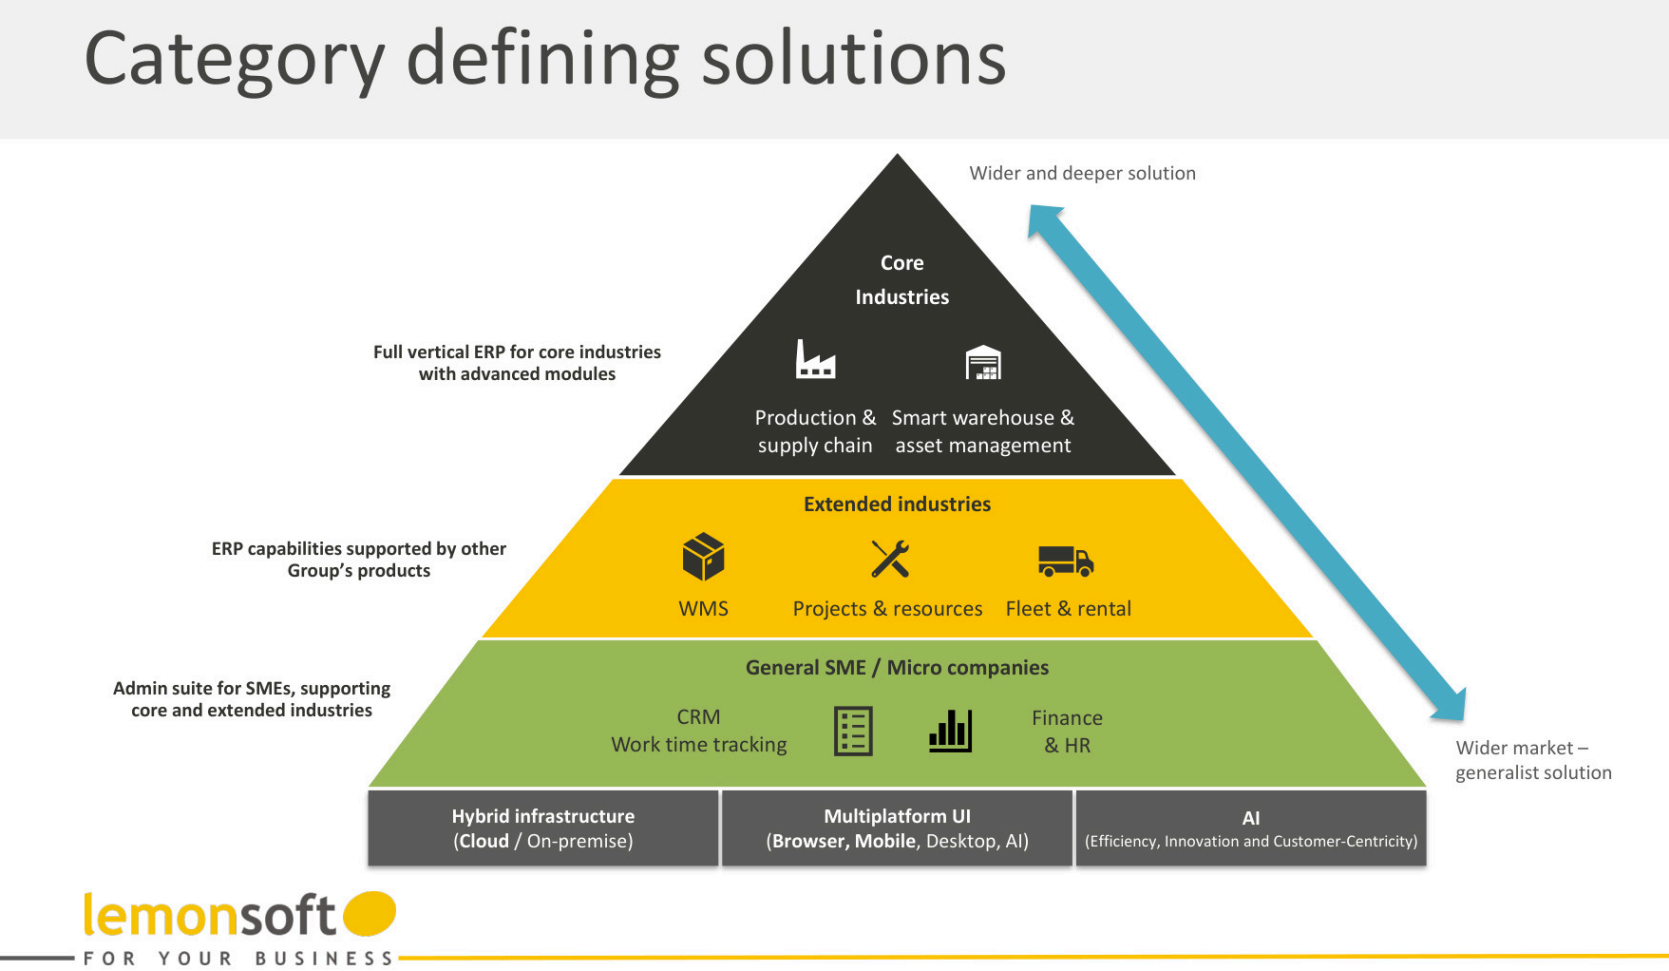 Category defining solutions
Wider and deeper solution
Core
Industries
Full vertical ERP for core industries
with advanced modules
Production &
supply chain
Smart warehouse &
asset management
Extended industries
ERP capabilities supported by other
Group’s products
WMS
Projects & resources
Fleet & rental
General SME / Micro companies
Admin suite for SMEs, supporting
core and extended industries
CRM
Work time tracking
Finance
& HR
Wider market –
generalist solution
Hybrid infrastructure
(Cloud / On-premise)
Multiplatform UI
(Browser, Mobile, Desktop, AI)
AI
(Efficiency, Innovation and Customer-Centricity)
lemonsoft
FOR YOUR BUSINESS